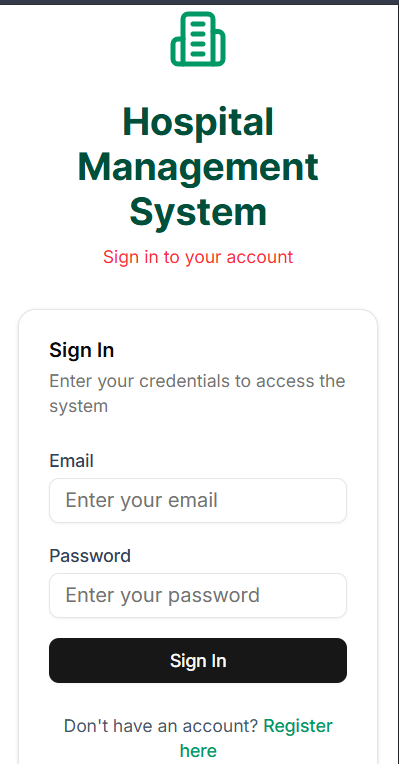 Hospital
Management
System
Sign in to your account
Sign In
Enter your credentials to access the
system
Email
Enter your email
Password
Enter your password
Sign In
Don't have an account? Register
here